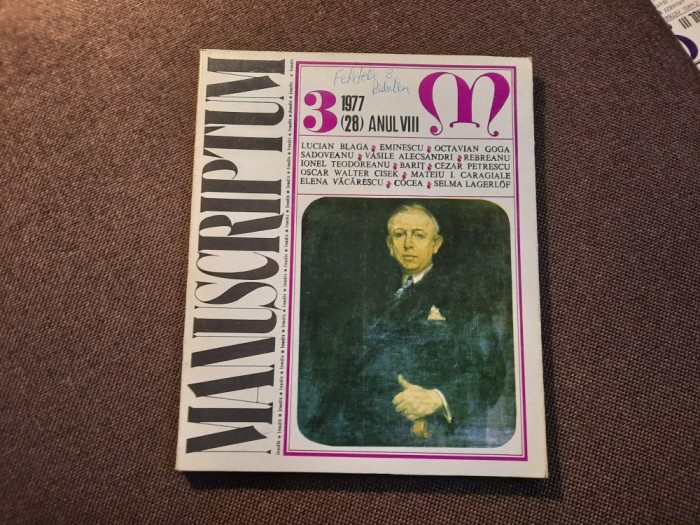 MANUSCRIPTUM
3
1977
(28) ANUL VIII
M
LUCIAN BLAGA EMINESCU OCTAVIAN GOGA
SADOVEANU VASILE ALECSANDRI REBREANU
IONEL TEODOREANU BARIȚ CEZAR PETRESCU
OSCAR WALTER CISEK MATEIU I. CARAGIALE
ELENA VĂCĂRESCU COCEA SELMA LAGERLÖF